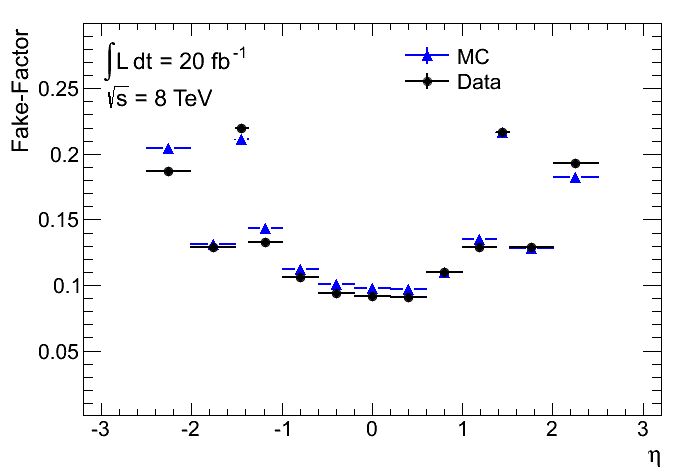 Fake-Factor
∫L dt = 20 fb⁻¹
√s = 8 TeV
MC
Data
0.25
0.2
0.15
0.1
0.05
-3 -2 -1 0 1 2 3
η